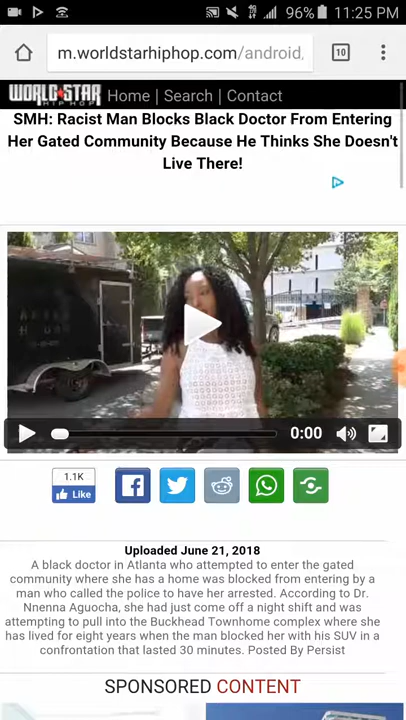 96% 11:25 PM
m.worldstarhiphop.com/android, 10
WORLD STAR
HIP HOP
Home | Search | Contact
SMH: Racist Man Blocks Black Doctor From Entering
Her Gated Community Because He Thinks She Doesn't
Live There!
0:00
1.1K
Like
Uploaded June 21, 2018
A black doctor in Atlanta who attempted to enter the gated
community where she has a home was blocked from entering by a
man who called the police to have her arrested. According to Dr.
Nnenna Aguocha, she had just come off a night shift and was
attempting to pull into the Buckhead Townhome complex where she
has lived for eight years when the man blocked her with his SUV in a
confrontation that lasted 30 minutes. Posted By Persist
SPONSORED CONTENT